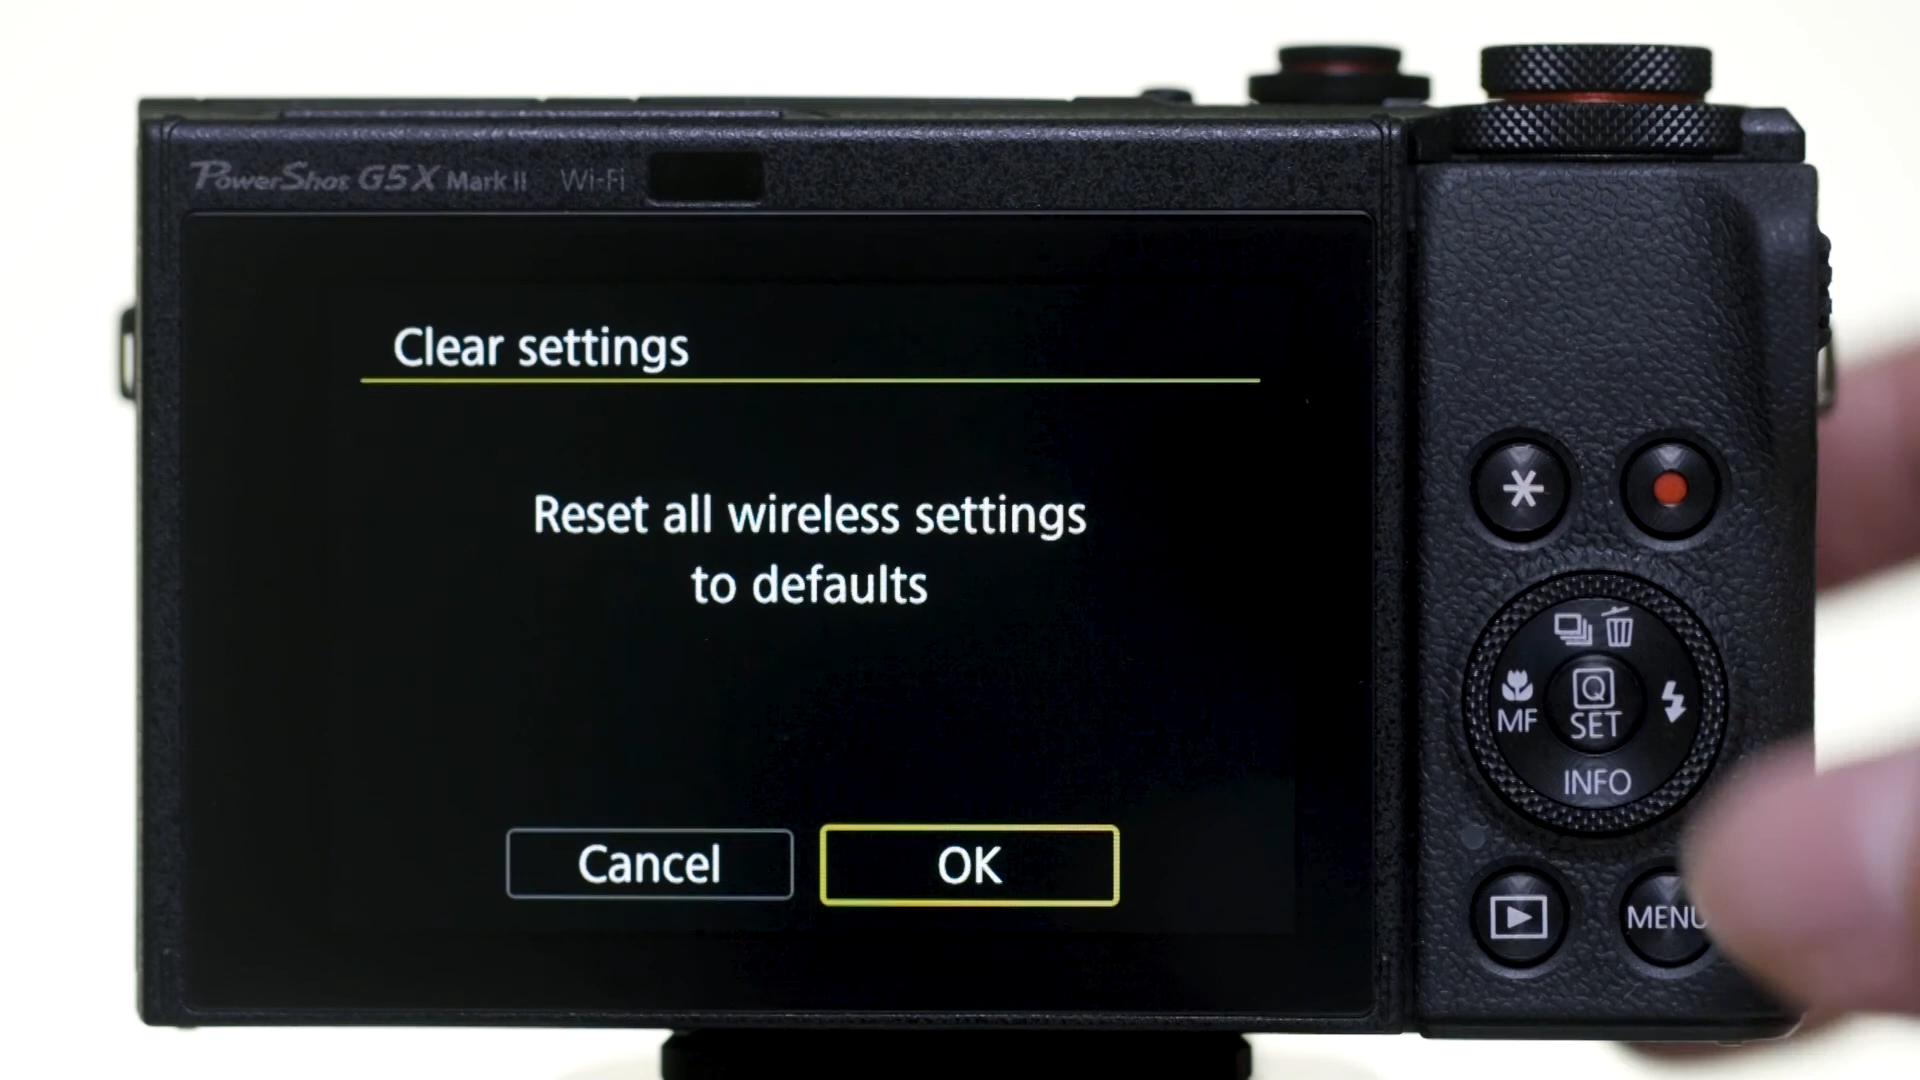 PowerShot G5 X Mark II Wi-Fi
Clear settings
Reset all wireless settings
to defaults
Cancel OK
MF
Q
SET
INFO
MENU